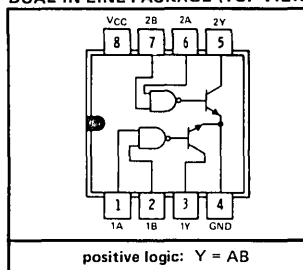 DUAL-IN-LINE PACKAGE (TOP VIEW
VCC 2B 2A 2Y
8 7 6 5
1 2 3 4
1A 1B 1Y GND
positive logic: Y = AB